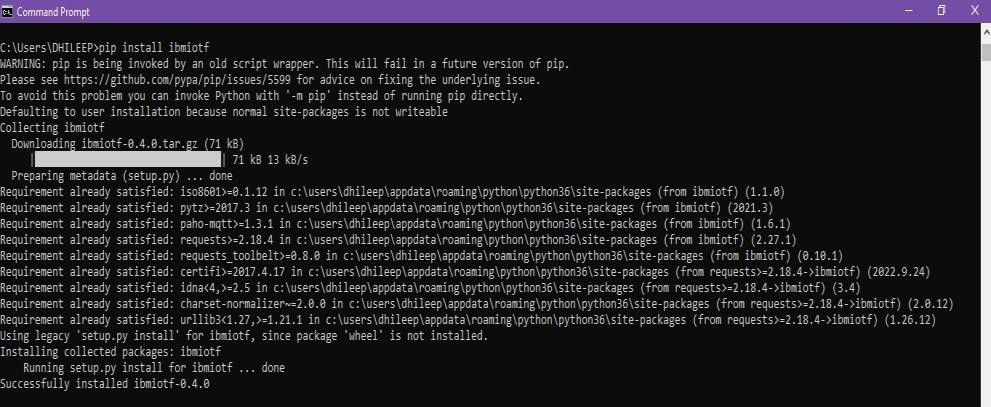 Command Prompt
C:\Users\DHILEEP>pip install ibmiotf
WARNING: pip is being invoked by an old script wrapper. This will fail in a future version of pip.
Please see https://github.com/pypa/pip/issues/5599 for advice on fixing the underlying issue.
To avoid this problem you can invoke Python with '-m pip' instead of running pip directly.
Defaulting to user installation because normal site-packages is not writeable
Collecting ibmiotf
  Downloading ibmiotf-0.4.0.tar.gz (71 kB)
     |████████████████████████████████| 71 kB 13 kB/s
  Preparing metadata (setup.py) ... done
Requirement already satisfied: iso8601>=0.1.12 in c:\users\dhileep\appdata\roaming\python\python36\site-packages (from ibmiotf) (1.1.0)
Requirement already satisfied: pytz>=2017.3 in c:\users\dhileep\appdata\roaming\python\python36\site-packages (from ibmiotf) (2021.3)
Requirement already satisfied: paho-mqtt>=1.3.1 in c:\users\dhileep\appdata\roaming\python\python36\site-packages (from ibmiotf) (1.6.1)
Requirement already satisfied: requests>=2.18.4 in c:\users\dhileep\appdata\roaming\python\python36\site-packages (from ibmiotf) (2.27.1)
Requirement already satisfied: requests_toolbelt>=0.8.0 in c:\users\dhileep\appdata\roaming\python\python36\site-packages (from ibmiotf) (0.10.1)
Requirement already satisfied: certifi>=2017.4.17 in c:\users\dhileep\appdata\roaming\python\python36\site-packages (from requests>=2.18.4->ibmiotf) (2022.9.24)
Requirement already satisfied: idna<4,>=2.5 in c:\users\dhileep\appdata\roaming\python\python36\site-packages (from requests>=2.18.4->ibmiotf) (3.4)
Requirement already satisfied: charset-normalizer~=2.0.0 in c:\users\dhileep\appdata\roaming\python\python36\site-packages (from requests>=2.18.4->ibmiotf) (2.0.12)
Requirement already satisfied: urllib3<1.27,>=1.21.1 in c:\users\dhileep\appdata\roaming\python\python36\site-packages (from requests>=2.18.4->ibmiotf) (1.26.12)
Using legacy 'setup.py install' for ibmiotf, since package 'wheel' is not installed.
Installing collected packages: ibmiotf
    Running setup.py install for ibmiotf ... done
Successfully installed ibmiotf-0.4.0